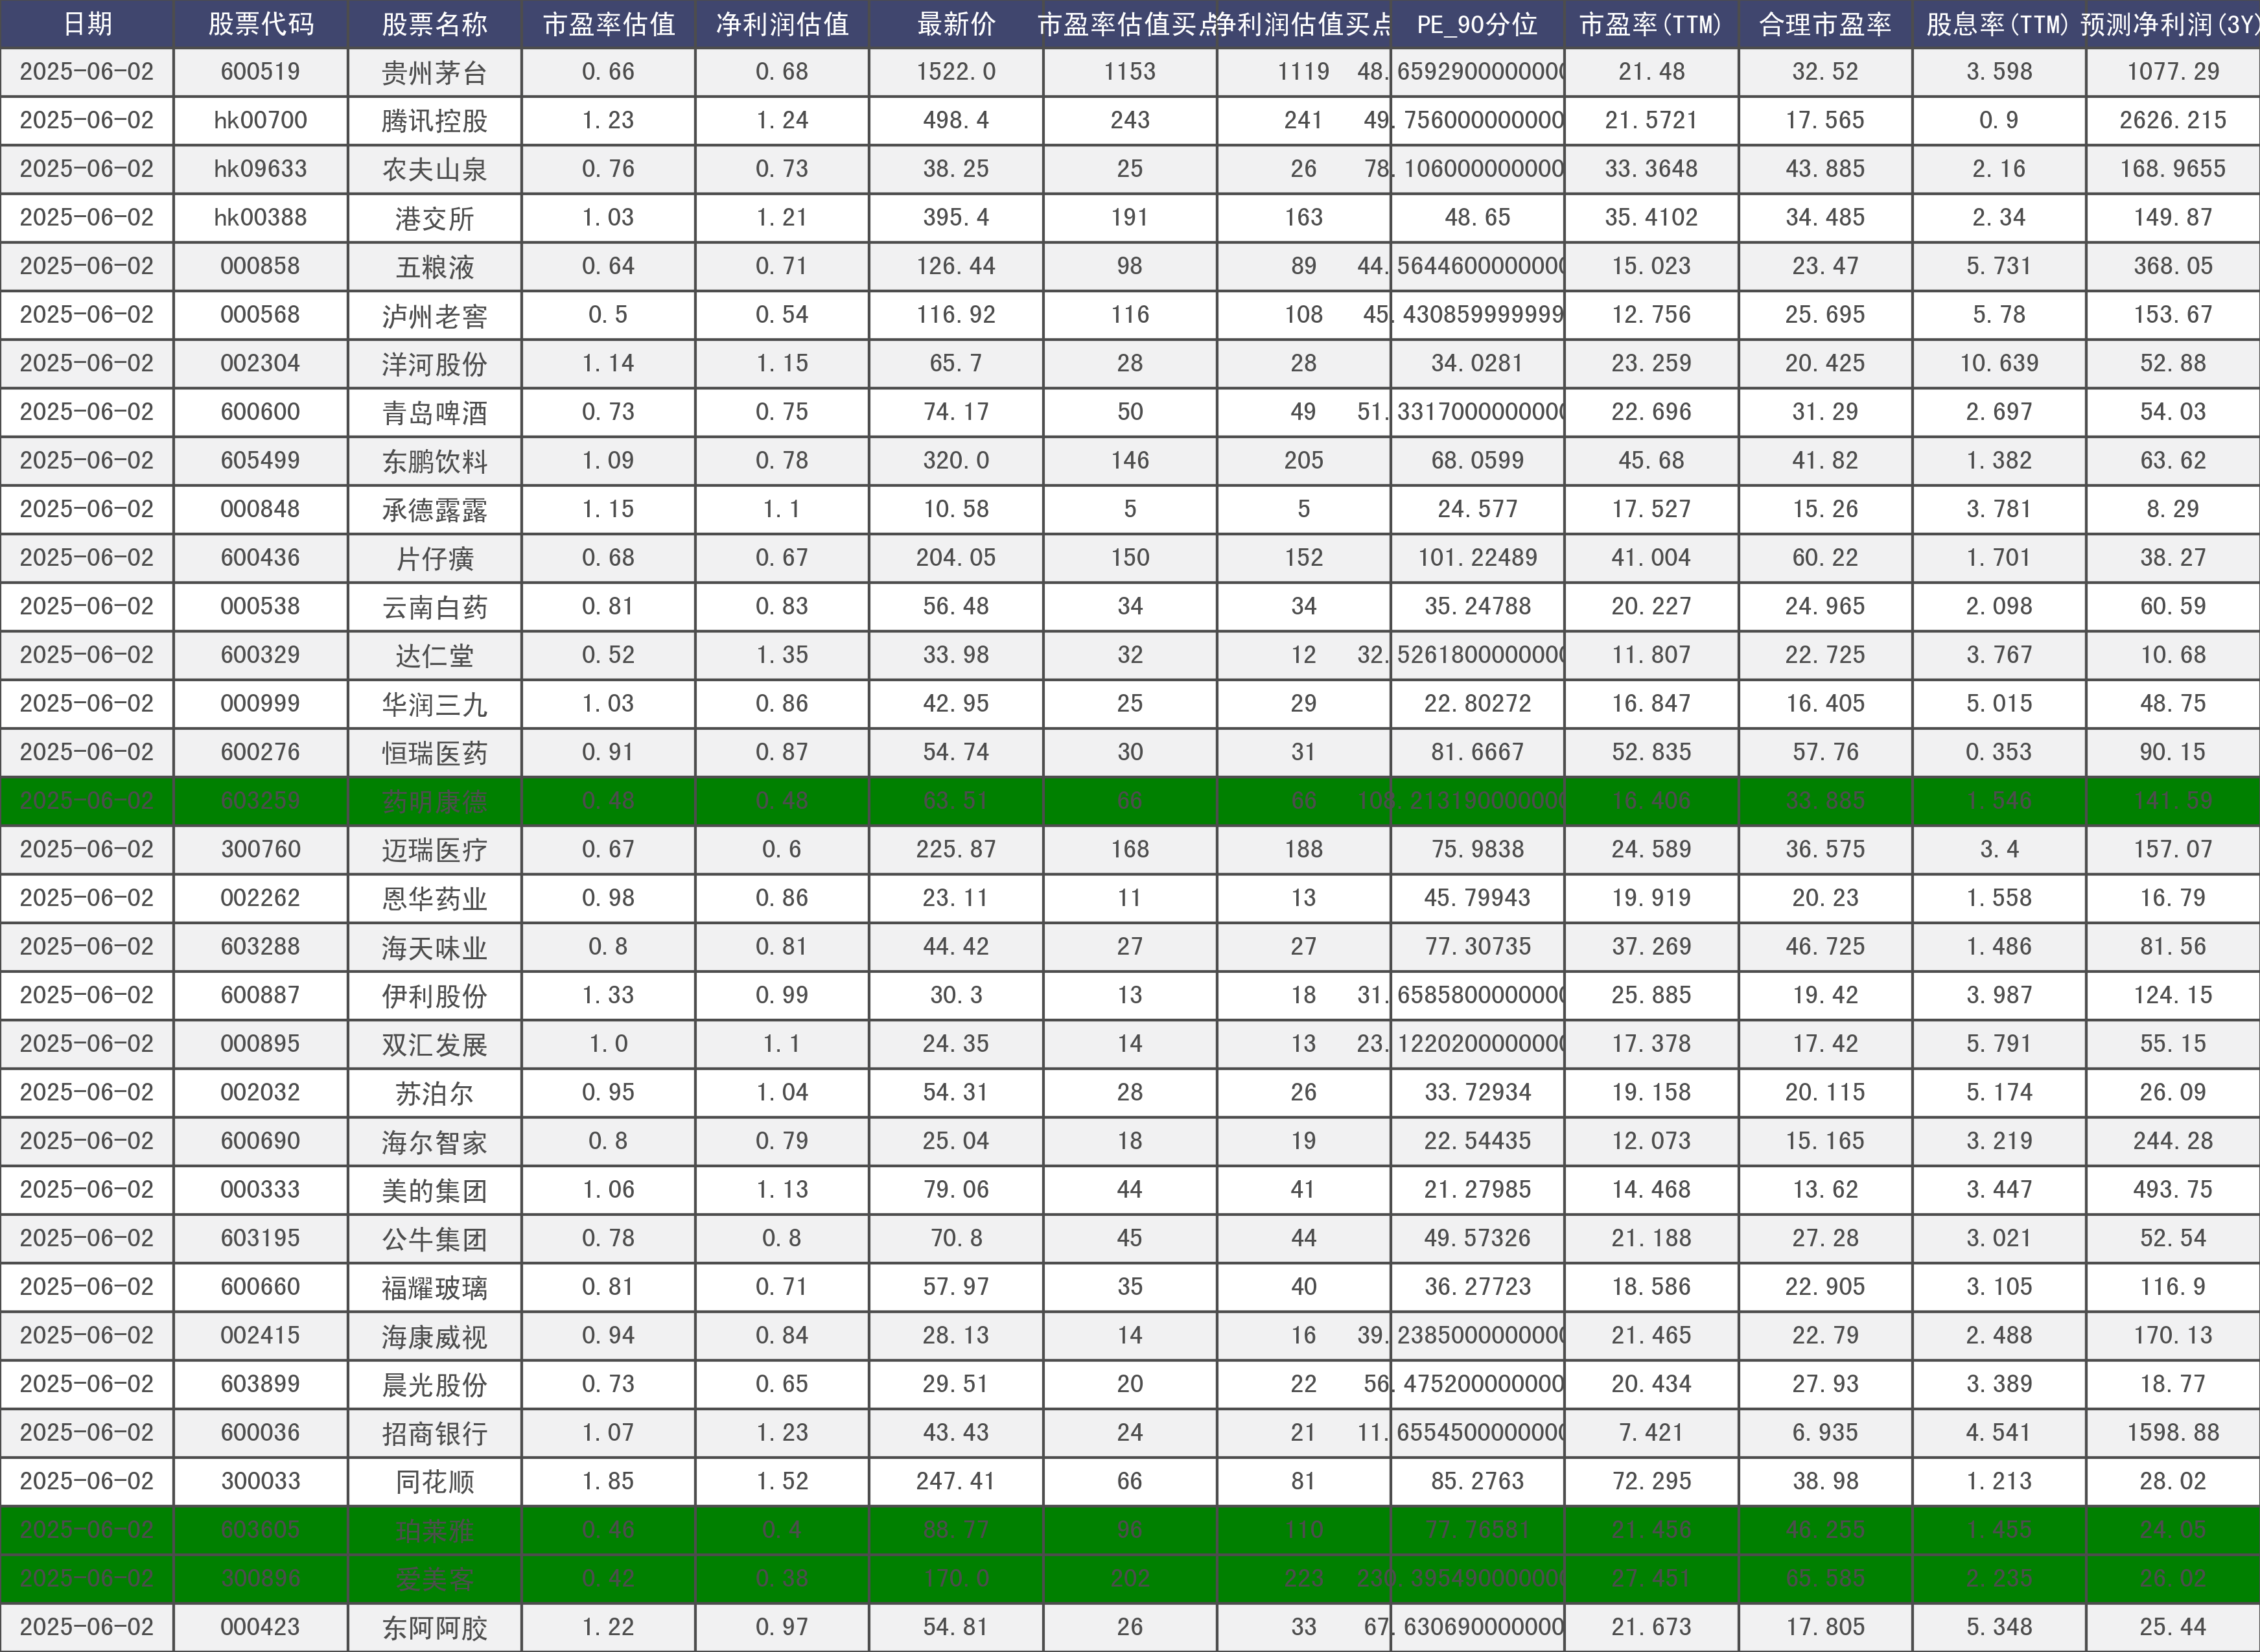 日期 股票代码 股票名称 市盈率估值 净利润估值 最新价 市盈率估值买点 净利润估值买点 PE_90分位 市盈率(TTM) 合理市盈率 股息率(TTM) 预测净利润(3Y)
2025-06-02 600519 贵州茅台 0.66 0.68 1522.0 1153 1119 48.6592900000000 21.48 32.52 3.598 1077.29
2025-06-02 hk00700 腾讯控股 1.23 1.24 498.4 243 241 49.756000000000 21.5721 17.565 0.9 2626.215
2025-06-02 hk09633 农夫山泉 0.76 0.73 38.25 25 26 78.106000000000 33.3648 43.885 2.16 168.9655
2025-06-02 hk00388 港交所 1.03 1.21 395.4 191 163 48.65 35.4102 34.485 2.34 149.87
2025-06-02 000858 五粮液 0.64 0.71 126.44 98 89 44.5644600000000 15.023 23.47 5.731 368.05
2025-06-02 000568 泸州老窖 0.5 0.54 116.92 116 108 45.430859999999 12.756 25.695 5.78 153.67
2025-06-02 002304 洋河股份 1.14 1.15 65.7 28 28 34.0281 23.259 20.425 10.639 52.88
2025-06-02 600600 青岛啤酒 0.73 0.75 74.17 50 49 51.3317000000000 22.696 31.29 2.697 54.03
2025-06-02 605499 东鹏饮料 1.09 0.78 320.0 146 205 68.0599 45.68 41.82 1.382 63.62
2025-06-02 000848 承德露露 1.15 1.1 10.58 5 5 24.577 17.527 15.26 3.781 8.29
2025-06-02 600436 片仔癀 0.68 0.67 204.05 150 152 101.22489 41.004 60.22 1.701 38.27
2025-06-02 000538 云南白药 0.81 0.83 56.48 34 34 35.24788 20.227 24.965 2.098 60.59
2025-06-02 600329 达仁堂 0.52 1.35 33.98 32 12 32.5261800000000 11.807 22.725 3.767 10.68
2025-06-02 000999 华润三九 1.03 0.86 42.95 25 29 22.80272 16.847 16.405 5.015 48.75
2025-06-02 600276 恒瑞医药 0.91 0.87 54.74 30 31 81.6667 52.835 57.76 0.353 90.15
2025-06-02 603259 药明康德 0.48 0.48 63.51 65 66 108.2131900000000 16.406 33.885 1.546 141.59
2025-06-02 300760 迈瑞医疗 0.67 0.6 225.87 168 188 75.9838 24.589 36.575 3.4 157.07
2025-06-02 002262 恩华药业 0.98 0.86 23.11 11 13 45.79943 19.919 20.23 1.558 16.79
2025-06-02 603288 海天味业 0.8 0.81 44.42 27 27 77.30735 37.269 46.725 1.486 81.56
2025-06-02 600887 伊利股份 1.33 0.99 30.3 13 18 31.6585800000000 25.885 19.42 3.987 124.15
2025-06-02 000895 双汇发展 1.0 1.1 24.35 14 13 23.1220200000000 17.378 17.42 5.791 55.15
2025-06-02 002032 苏泊尔 0.95 1.04 54.31 28 26 33.72934 19.158 20.115 5.174 26.09
2025-06-02 600690 海尔智家 0.8 0.79 25.04 18 19 22.54435 12.073 15.165 3.219 244.28
2025-06-02 000333 美的集团 1.06 1.13 79.06 44 41 21.27985 14.468 13.62 3.447 493.75
2025-06-02 603195 公牛集团 0.78 0.8 70.8 45 44 49.57326 21.188 27.28 3.021 52.54
2025-06-02 600660 福耀玻璃 0.81 0.71 57.97 35 40 36.27723 18.586 22.905 3.105 116.9
2025-06-02 002415 海康威视 0.94 0.84 28.13 14 16 39.2385000000000 21.465 22.79 2.488 170.13
2025-06-02 603899 晨光股份 0.73 0.65 29.51 20 22 56.475200000000 20.434 27.93 3.389 18.77
2025-06-02 600036 招商银行 1.07 1.23 43.43 24 21 11.6554500000000 7.421 6.935 4.541 1598.88
2025-06-02 300033 同花顺 1.85 1.52 247.41 66 81 85.2763 72.295 38.98 1.213 28.02
2025-06-02 603605 珀莱雅 0.46 0.4 88.77 96 110 77.76581 21.456 46.255 1.455 24.05
2025-06-02 300896 爱美客 0.42 0.38 170.0 202 223 230.395490000000 27.451 65.585 2.235 26.02
2025-06-02 000423 东阿阿胶 1.22 0.97 54.81 26 33 67.630690000000 21.673 17.805 5.348 25.44